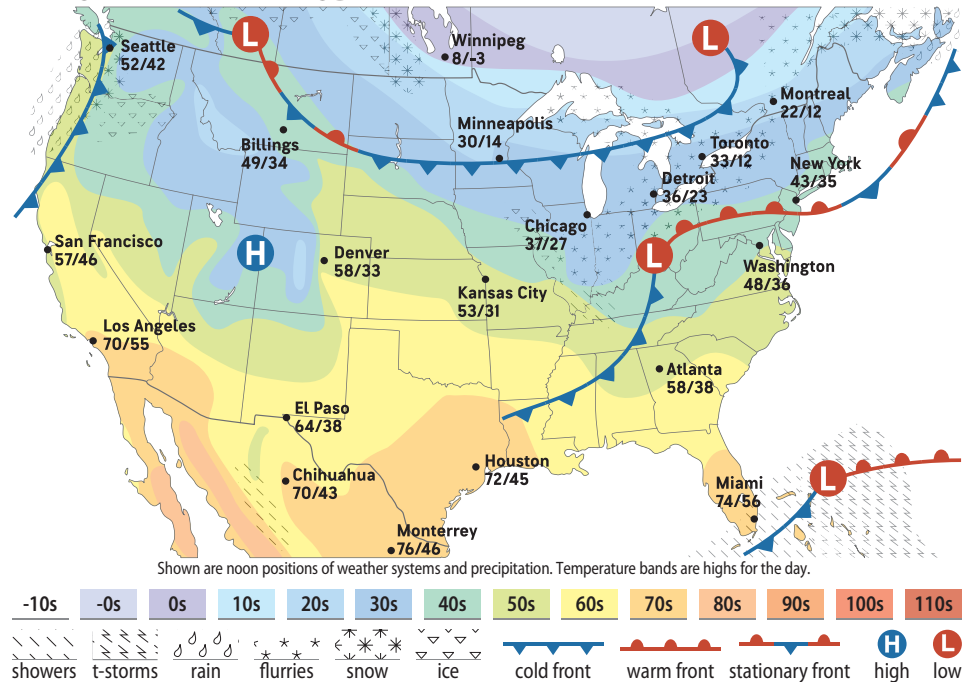 L
L
Winnipeg
8/-3
Seattle
52/42
Montreal
22/12
Minneapolis
30/14
Billings
49/34
Toronto
33/12
New York
43/35
Detroit
36/23
Chicago
37/27
San Francisco
57/46
H
Denver
58/33
L
Washington
48/36
Kansas City
53/31
Los Angeles
70/55
Atlanta
58/38
El Paso
64/38
Houston
72/45
Chihuahua
70/43
L
Miami
74/56
Monterrey
76/46
Shown are noon positions of weather systems and precipitation. Temperature bands are highs for the day.
-10s -0s 0s 10s 20s 30s 40s 50s 60s 70s 80s 90s 100s 110s
H L
showers t-storms rain flurries snow ice cold front warm front stationary front high low